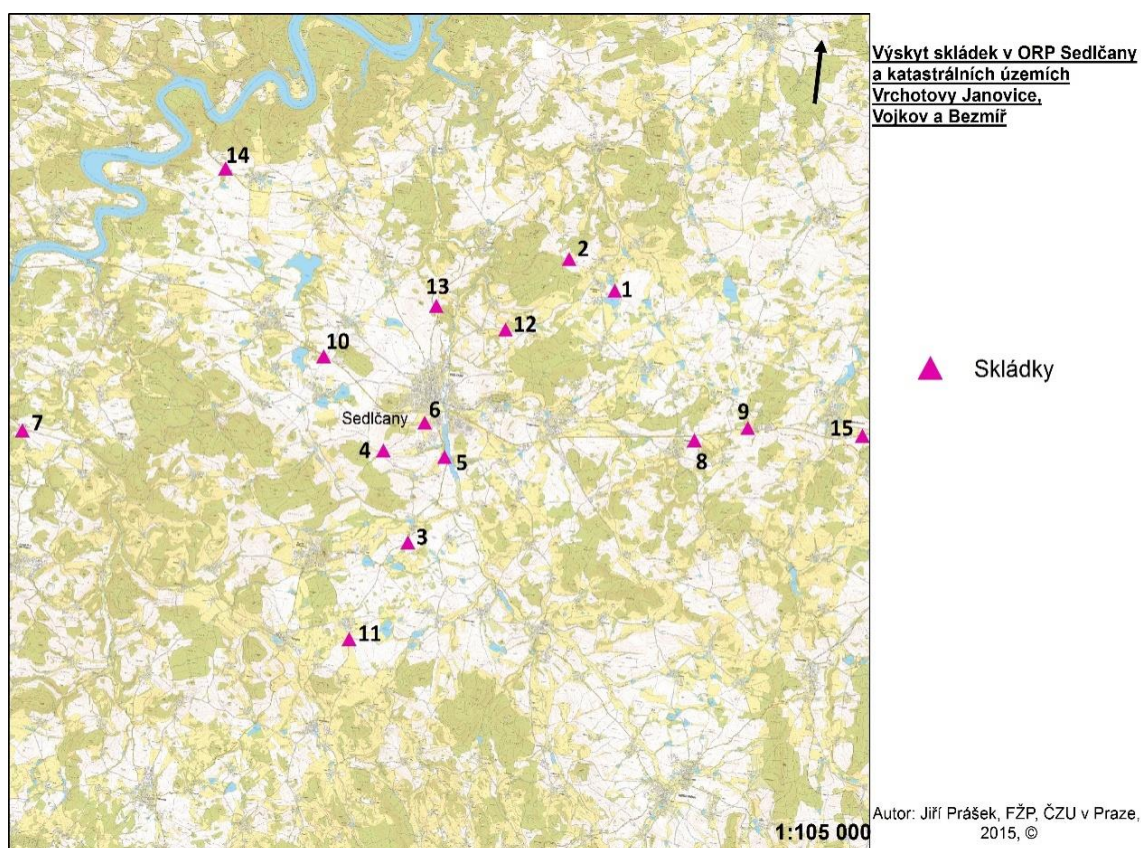 Výskyt skládek v ORP Sedlčany
a katastrálních územích
Vrchotovy Janovice,
Vojkov a Bezmíř
14
2
1
13
12
10
Skládky
6
Sedlčany
7
9
15
4
5
8
3
11
1:105 000
Autor: Jiří Prášek, FŽP, ČZU v Praze,
2015, ©